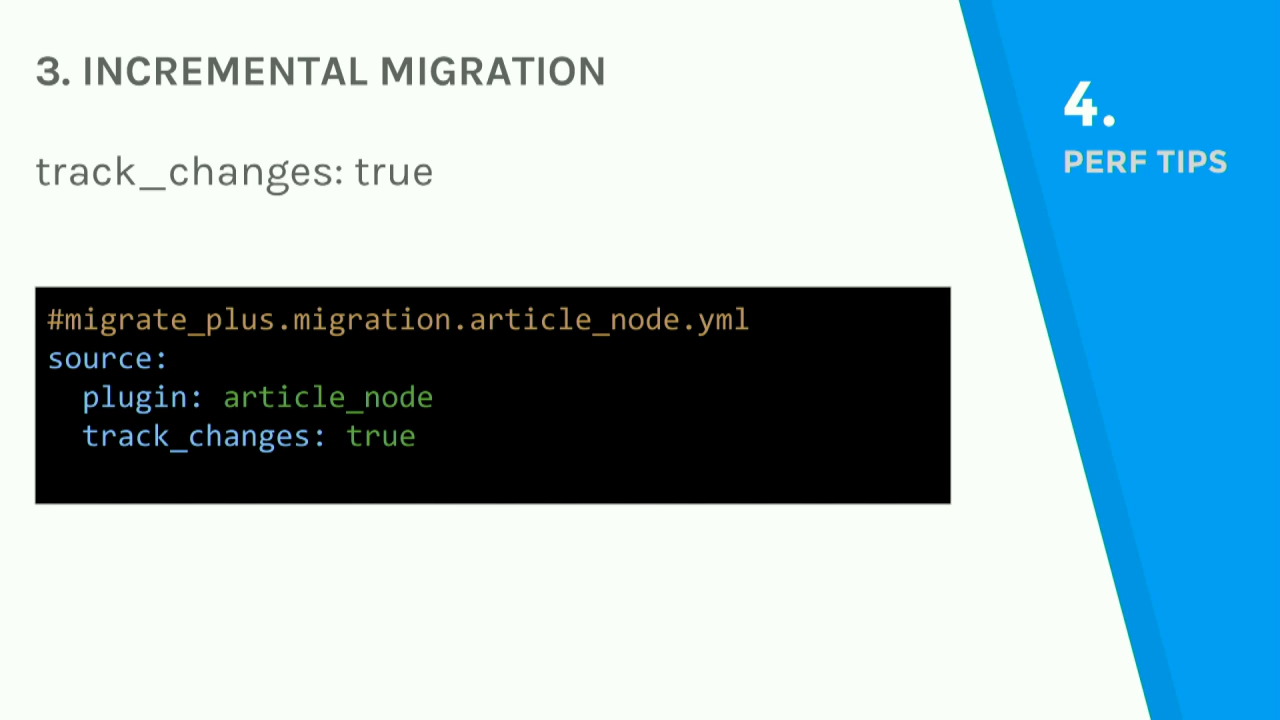 3. INCREMENTAL MIGRATION
track_changes: true
#migrate_plus.migration.article_node.yml
source:
  plugin: article_node
  track_changes: true
4.
PERF TIPS